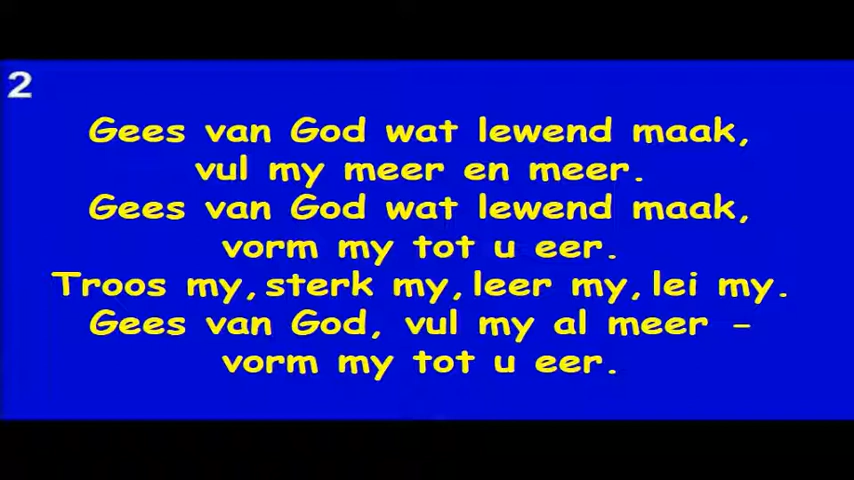 2
Gees van God wat lewend maak,
vul my meer en meer.
Gees van God wat lewend maak,
vorm my tot u eer.
Troos my, sterk my, leer my, lei my.
Gees van God, vul my al meer –
vorm my tot u eer.